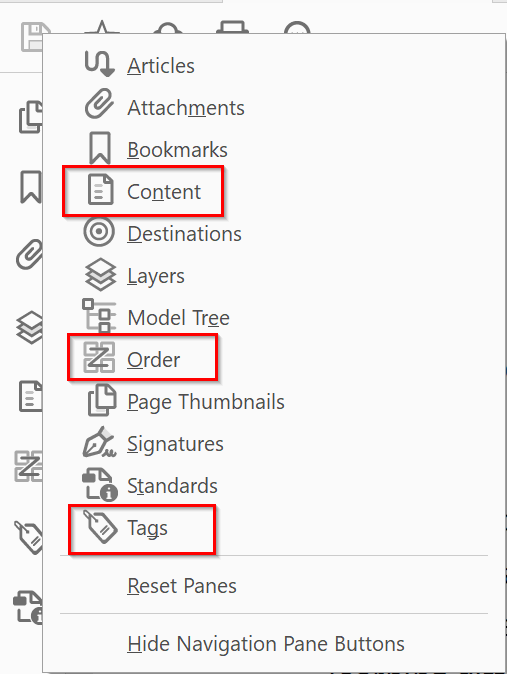 Articles
Attachments
Bookmarks
Content
Destinations
Layers
Model Tree
Order
Page Thumbnails
Signatures
Standards
Tags
Reset Panes
Hide Navigation Pane Buttons